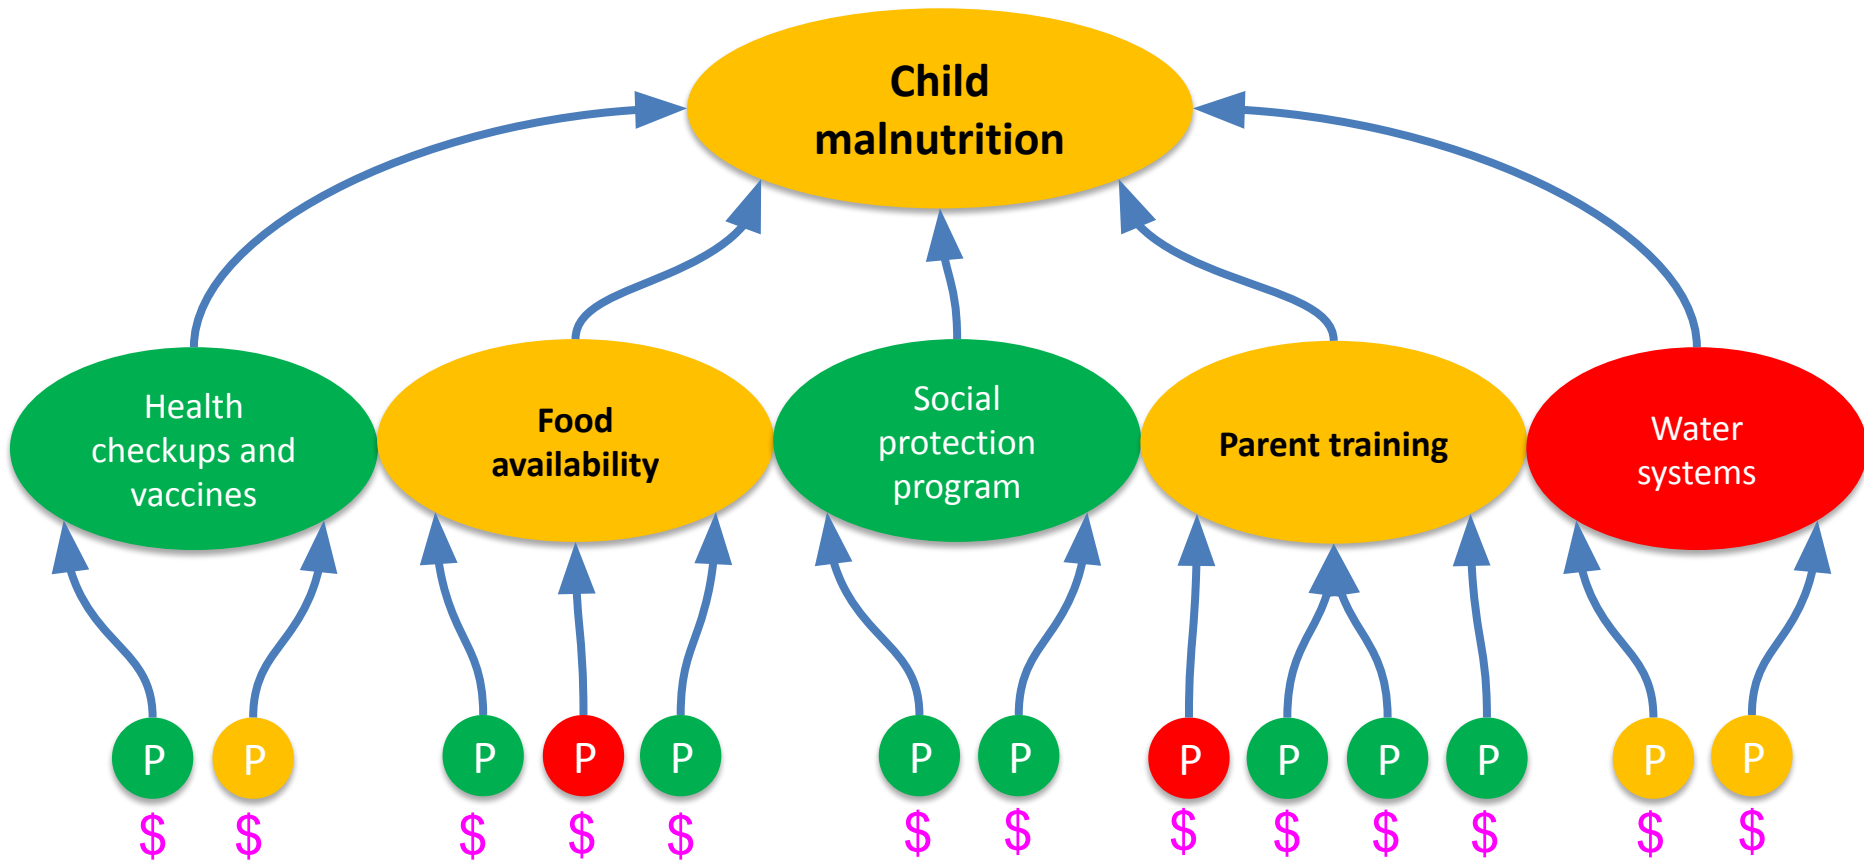 Child
malnutrition
Health
checkups and
vaccines
Food
availability
Social
protection
program
Parent training
Water
systems
P P P P P P P P P P P P P
$ $ $ $ $ $ $ $ $ $ $ $ $